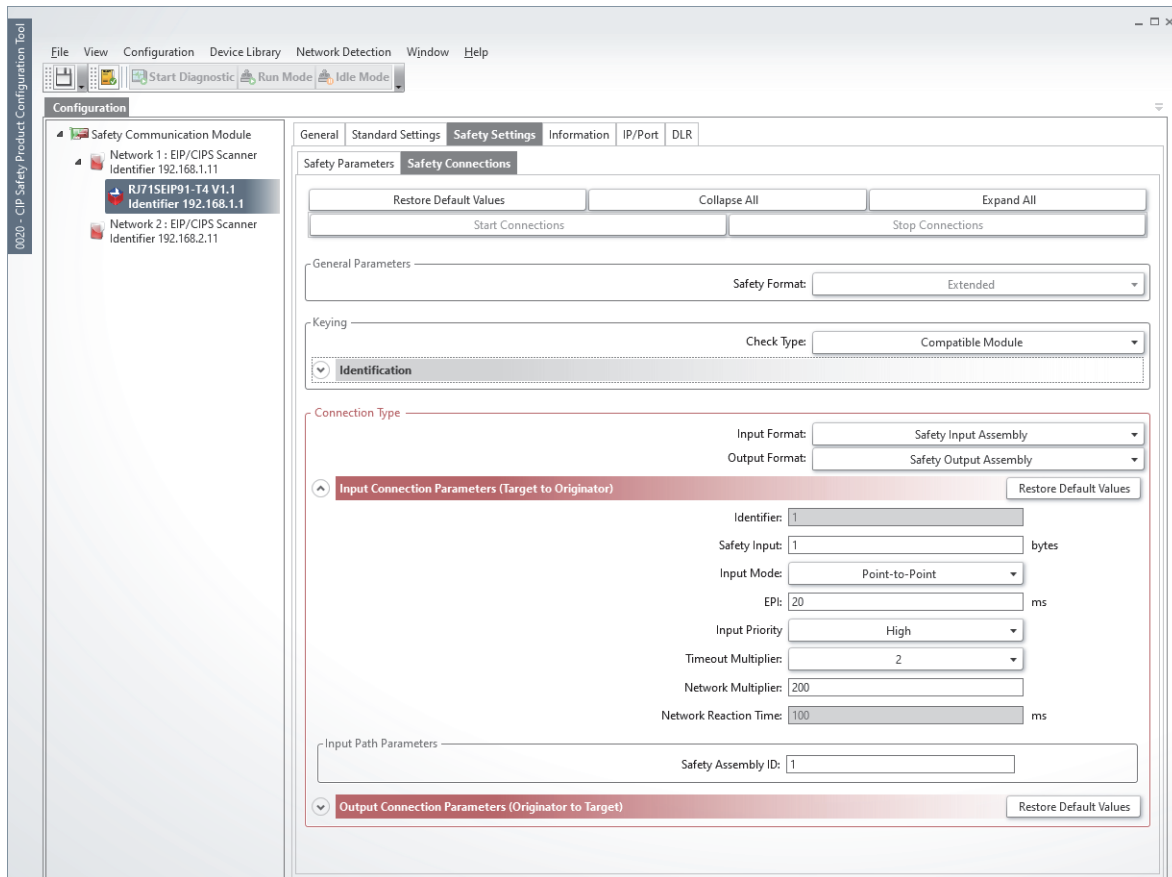 0020 - CIP Safety Product Configuration Tool
File View Configuration Device Library Network Detection Window Help
Start Diagnostic Run Mode Idle Mode
Configuration
Safety Communication Module
Network 1 : EIP/CIPS Scanner
Identifier 192.168.1.11
RJ71SEIP91-T4 V1.1
Identifier 192.168.1.1
Network 2 : EIP/CIPS Scanner
Identifier 192.168.2.11
General Standard Settings Safety Settings Information IP/Port DLR
Safety Parameters Safety Connections
Restore Default Values Collapse All Expand All
Start Connections Stop Connections
General Parameters
Safety Format: Extended
Keying
Check Type: Compatible Module
Identification
Connection Type
Input Format: Safety Input Assembly
Output Format: Safety Output Assembly
Input Connection Parameters (Target to Originator) Restore Default Values
Identifier: 1
Safety Input: 1 bytes
Input Mode: Point-to-Point
EPI: 20 ms
Input Priority High
Timeout Multiplier: 2
Network Multiplier: 200
Network Reaction Time: 100 ms
Input Path Parameters
Safety Assembly ID: 1
Output Connection Parameters (Originator to Target) Restore Default Values